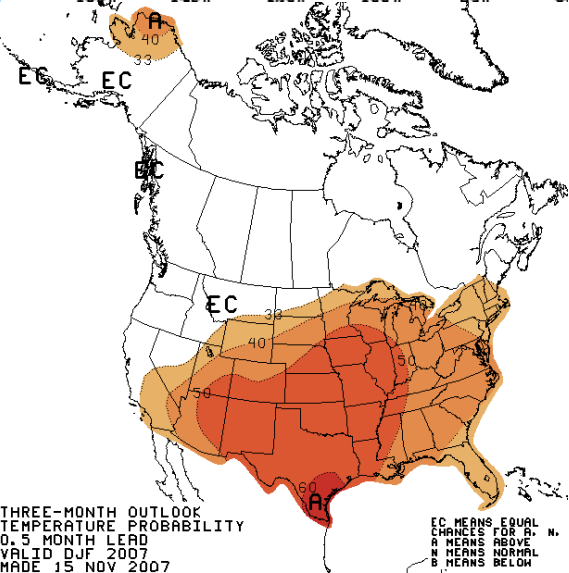 A
40
33
EC
EC
EC
EC
33
40
50
50
60
A
THREE-MONTH OUTLOOK
TEMPERATURE PROBABILITY
0.5 MONTH LEAD
VALID DJF 2007
MADE 15 NOV 2007
EC MEANS EQUAL
CHANCES FOR A, N,
A MEANS ABOVE
N MEANS NORMAL
B MEANS BELOW